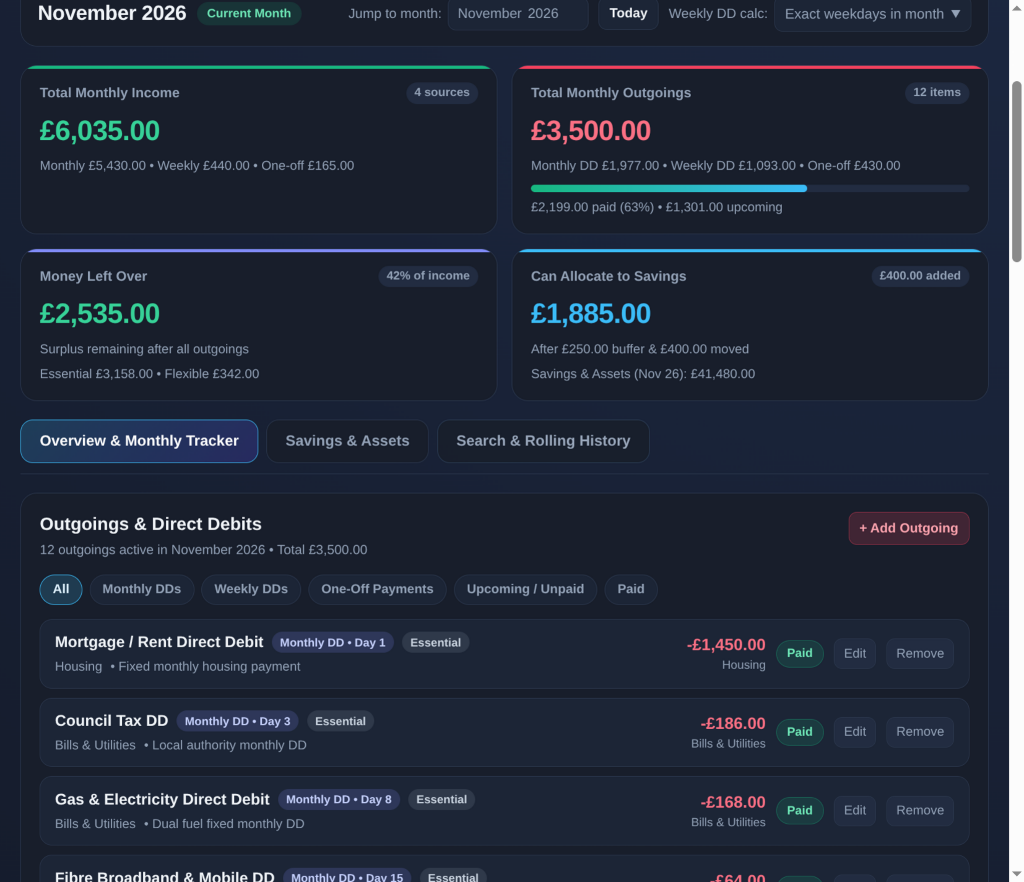 November 2026 Current Month Jump to month: November 2026 Today Weekly DD calc: Exact weekdays in month ▼
Total Monthly Income 4 sources
£6,035.00
Monthly £5,430.00 • Weekly £440.00 • One-off £165.00
Total Monthly Outgoings 12 items
£3,500.00
Monthly DD £1,977.00 • Weekly DD £1,093.00 • One-off £430.00
£2,199.00 paid (63%) • £1,301.00 upcoming
Money Left Over 42% of income
£2,535.00
Surplus remaining after all outgoings
Essential £3,158.00 • Flexible £342.00
Can Allocate to Savings £400.00 added
£1,885.00
After £250.00 buffer & £400.00 moved
Savings & Assets (Nov 26): £41,480.00
Overview & Monthly Tracker Savings & Assets Search & Rolling History
Outgoings & Direct Debits
12 outgoings active in November 2026 • Total £3,500.00
+ Add Outgoing
All Monthly DDs Weekly DDs One-Off Payments Upcoming / Unpaid Paid
Mortgage / Rent Direct Debit Monthly DD • Day 1 Essential
Housing • Fixed monthly housing payment
-£1,450.00
Housing
Paid Edit Remove
Council Tax DD Monthly DD • Day 3 Essential
Bills & Utilities • Local authority monthly DD
-£186.00
Bills & Utilities
Paid Edit Remove
Gas & Electricity Direct Debit Monthly DD • Day 8 Essential
Bills & Utilities • Dual fuel fixed monthly DD
-£168.00
Bills & Utilities
Paid Edit Remove
Fibre Broadband & Mobile DD Monthly DD • Day 15 Essential
-£64.00